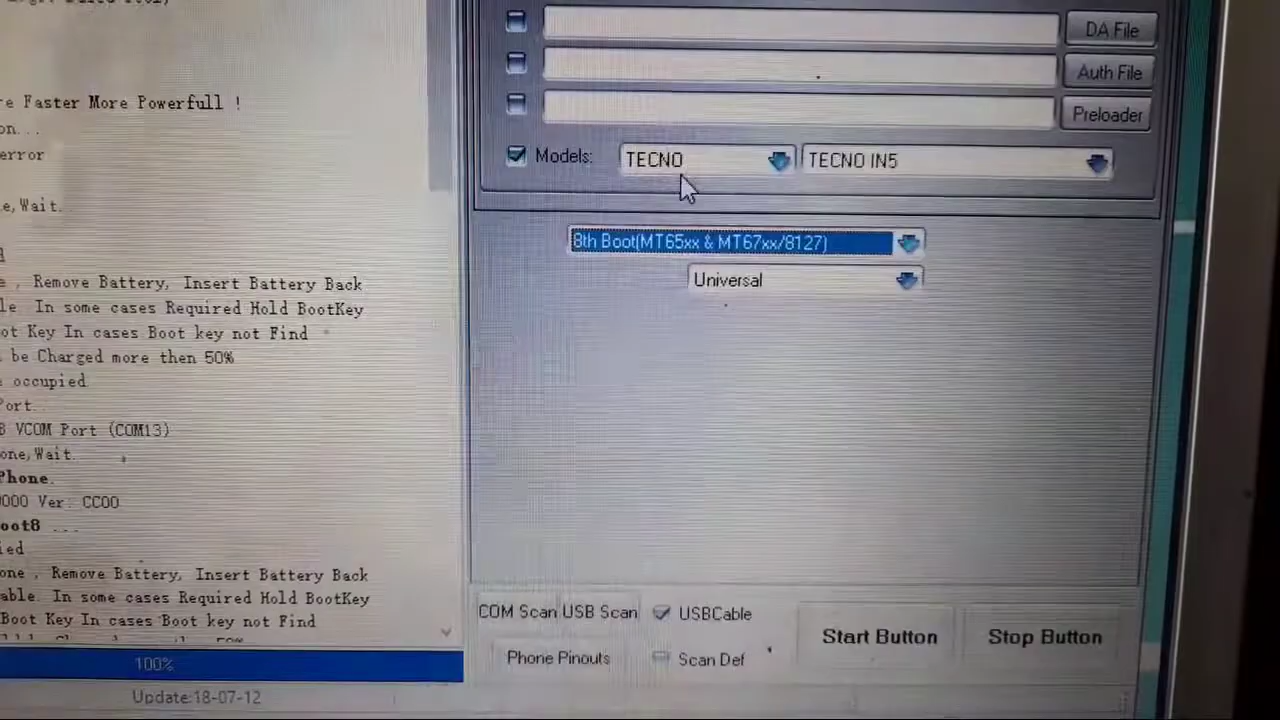 e Faster More Powerfull !
on...
error
e,Wait.
e , Remove Battery, Insert Battery Back
le. In some cases Required Hold BootKey
ot Key In cases Boot key not Find
be Charged more then 50%
occupied
Port.
B VCOM Port (COM13)
one,Wait.
Phone.
0000 Ver: CC00
oot8 ...
ied
one , Remove Battery, Insert Battery Back
able. In some cases Required Hold BootKey
Boot Key In cases Boot key not Find
100%
Update:18-07-12
DA File
Auth File
Preloader
Models: TECNO TECNO IN5
8th Boot(MT65xx & MT67xx/8127)
Universal
COM Scan USB Scan USBCable
Phone Pinouts Scan Def
Start Button Stop Button